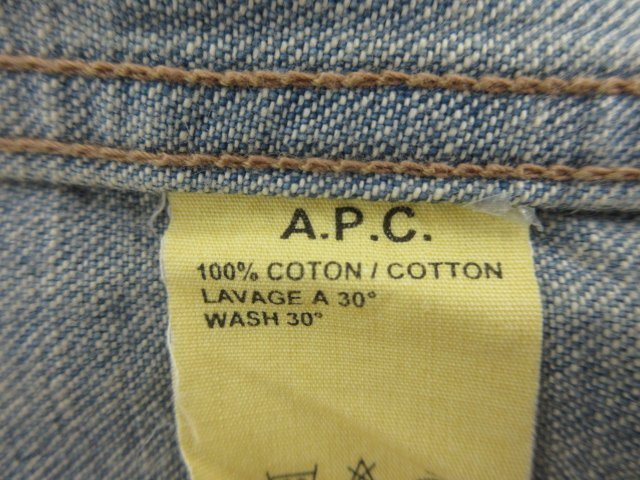 A.P.C.
100% COTON / COTTON
LAVAGE A 30°
WASH 30°